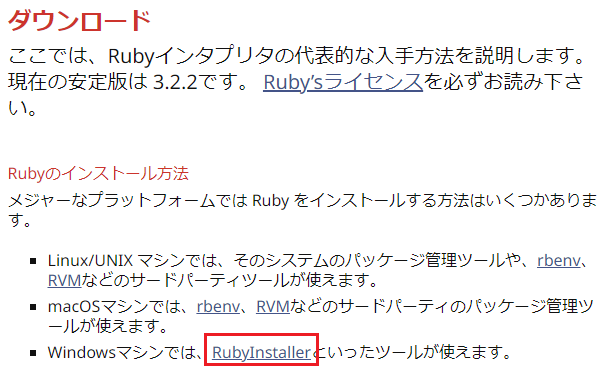 ダウンロード
ここでは、Rubyインタプリタの代表的な入手方法を説明します。
現在の安定版は 3.2.2です。 Ruby’sライセンスを必ずお読み下さ
い。
Rubyのインストール方法
メジャーなプラットフォームでは Ruby をインストールする方法はいくつかありま
す。
Linux/UNIX マシンでは、そのシステムのパッケージ管理ツールや、rbenv、
RVMなどのサードパーティツールが使えます。
macOSマシンでは、rbenv、RVMなどのサードパーティのパッケージ管理ツ
ールが使えます。
Windowsマシンでは、RubyInstallerといったツールが使えます。